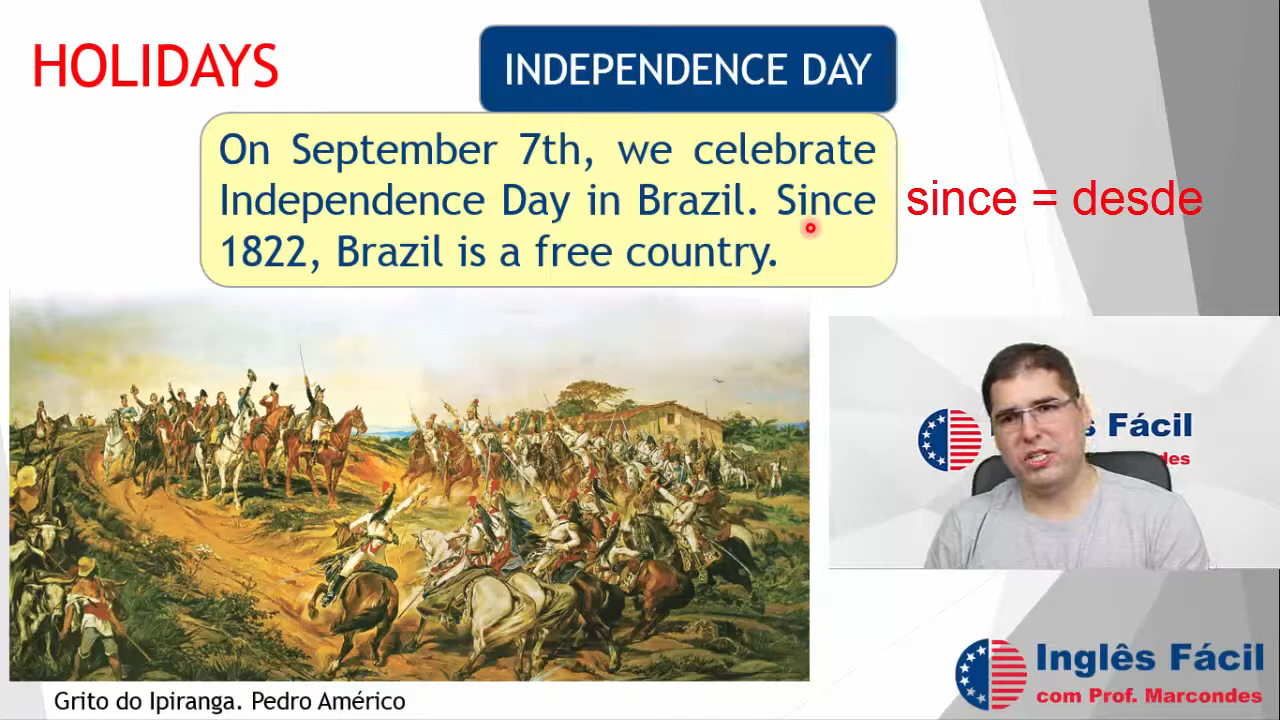 HOLIDAYS
INDEPENDENCE DAY
On September 7th, we celebrate
Independence Day in Brazil. Since
1822, Brazil is a free country.
since = desde
s Fácil
des
Inglês Fácil
com Prof. Marcondes
Grito do Ipiranga. Pedro Américo